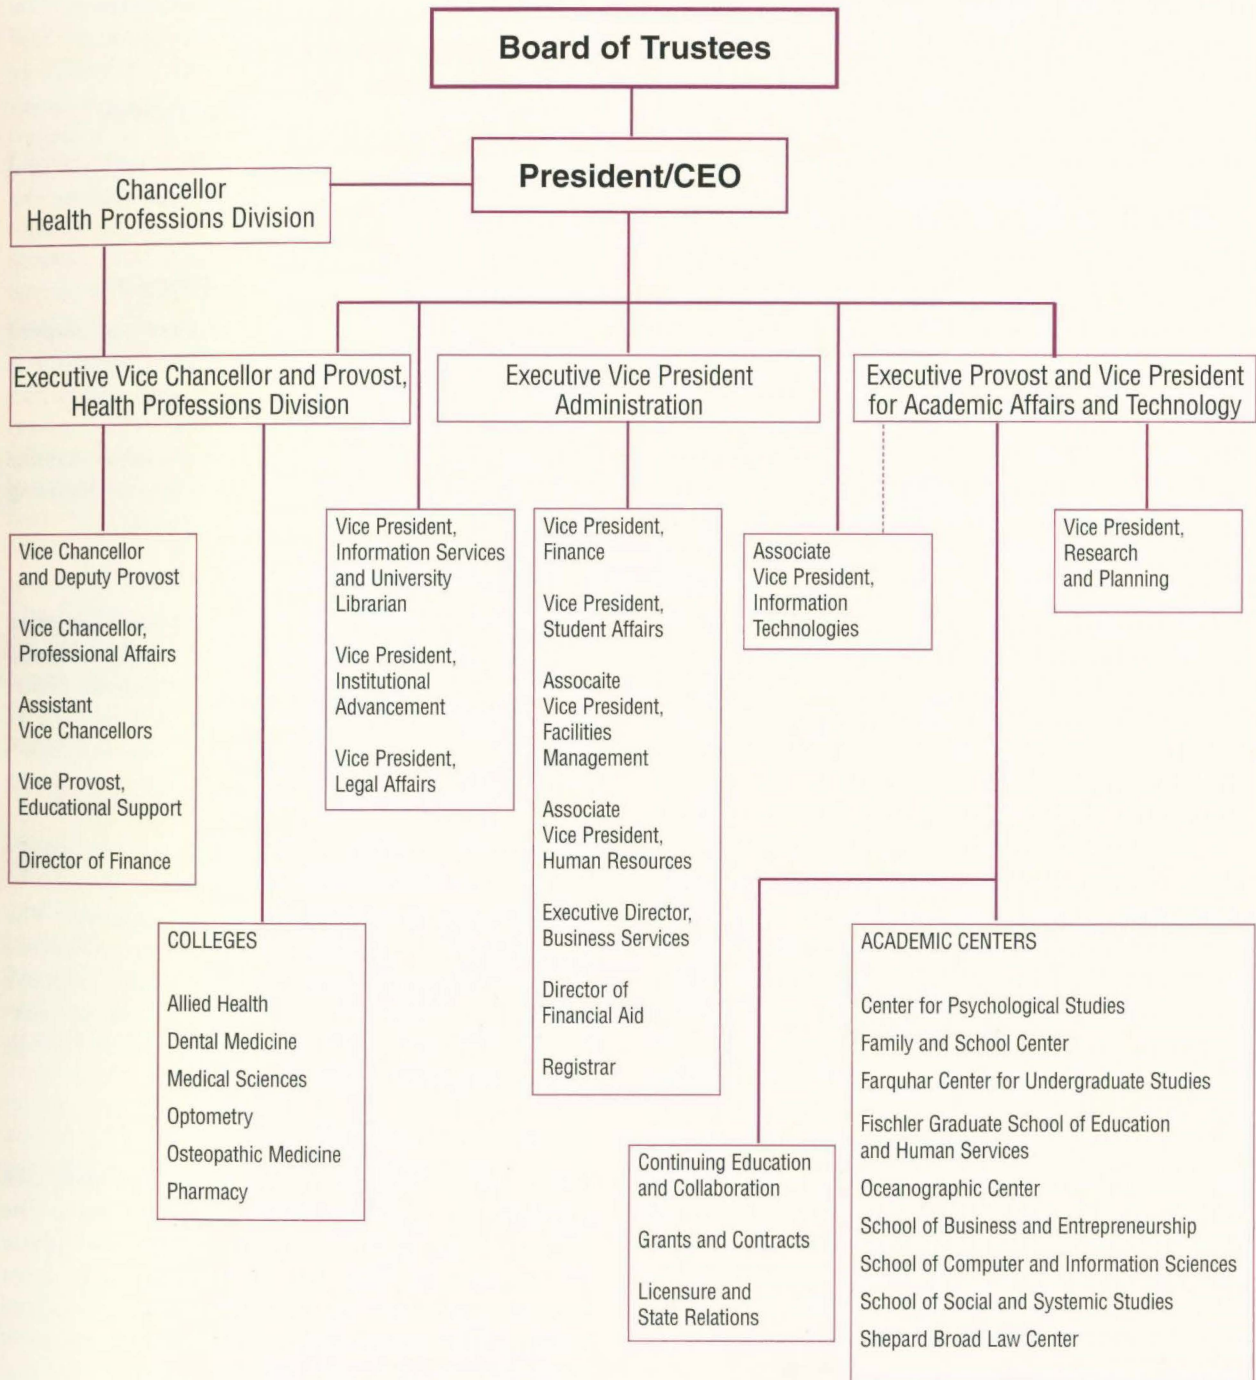 Board of Trustees
President/CEO
Chancellor
Health Professions Division
Executive Vice Chancellor and Provost,
Health Professions Division
Executive Vice President
Administration
Executive Provost and Vice President
for Academic Affairs and Technology
Vice Chancellor
and Deputy Provost
Vice Chancellor,
Professional Affairs
Assistant
Vice Chancellors
Vice Provost,
Educational Support
Director of Finance
Vice President,
Information Services
and University
Librarian
Vice President,
Institutional
Advancement
Vice President,
Legal Affairs
Vice President,
Finance
Vice President,
Student Affairs
Assocaite
Vice President,
Facilities
Management
Associate
Vice President,
Human Resources
Executive Director,
Business Services
Director of
Financial Aid
Registrar
Associate
Vice President,
Information
Technologies
Vice President,
Research
and Planning
COLLEGES
Allied Health
Dental Medicine
Medical Sciences
Optometry
Osteopathic Medicine
Pharmacy
Continuing Education
and Collaboration
Grants and Contracts
Licensure and
State Relations
ACADEMIC CENTERS
Center for Psychological Studies
Family and School Center
Farquhar Center for Undergraduate Studies
Fischler Graduate School of Education
and Human Services
Oceanographic Center
School of Business and Entrepreneurship
School of Computer and Information Sciences
School of Social and Systemic Studies
Shepard Broad Law Center